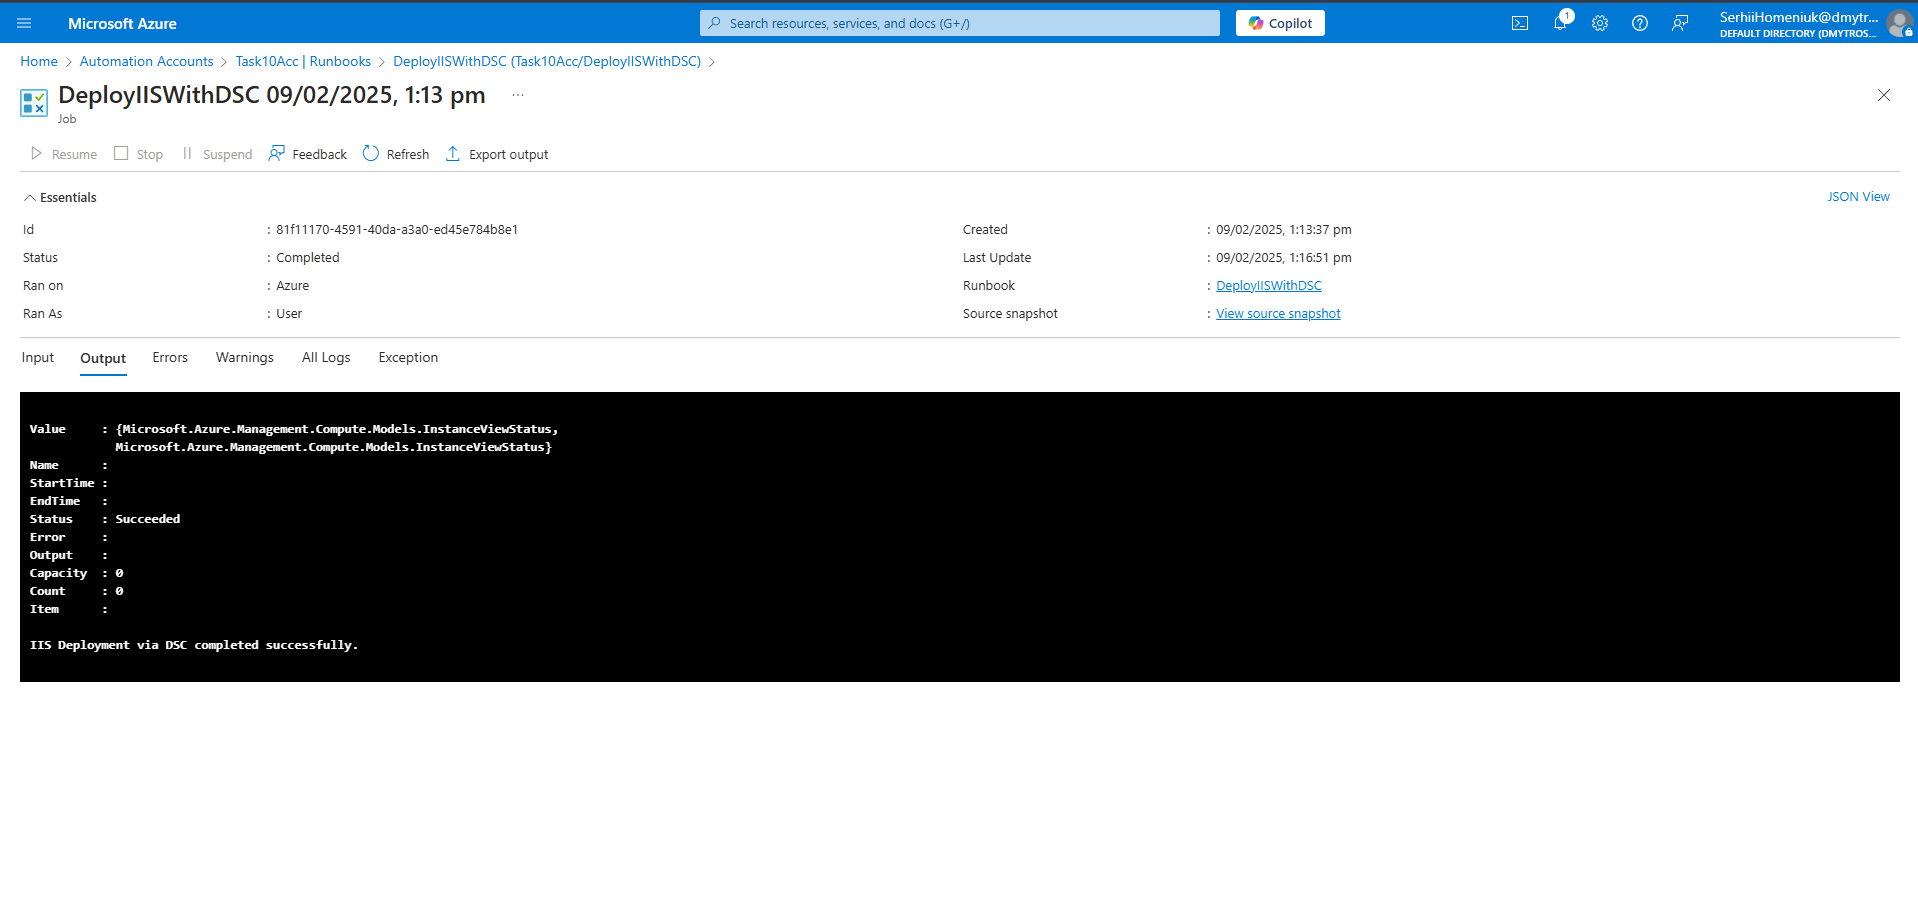 Microsoft Azure
Search resources, services, and docs (G+/)
Copilot
1
SerhiiHomeniuk@dmytr...
DEFAULT DIRECTORY (DMYTROS...
Home > Automation Accounts > Task10Acc | Runbooks > DeployIISWithDSC (Task10Acc/DeployIISWithDSC) >
DeployIISWithDSC 09/02/2025, 1:13 pm ...
Job
Resume Stop Suspend Feedback Refresh Export output
Essentials
JSON View
Id : 81f11170-4591-40da-a3a0-ed45e784b8e1
Created : 09/02/2025, 1:13:37 pm
Status : Completed
Last Update : 09/02/2025, 1:16:51 pm
Ran on : Azure
Runbook : DeployIISWithDSC
Ran As : User
Source snapshot : View source snapshot
Input Output Errors Warnings All Logs Exception
Value     : {Microsoft.Azure.Management.Compute.Models.InstanceViewStatus,
            Microsoft.Azure.Management.Compute.Models.InstanceViewStatus}
Name      :
StartTime :
EndTime   :
Status    : Succeeded
Error     :
Output    :
Capacity  : 0
Count     : 0
Item      :
IIS Deployment via DSC completed successfully.